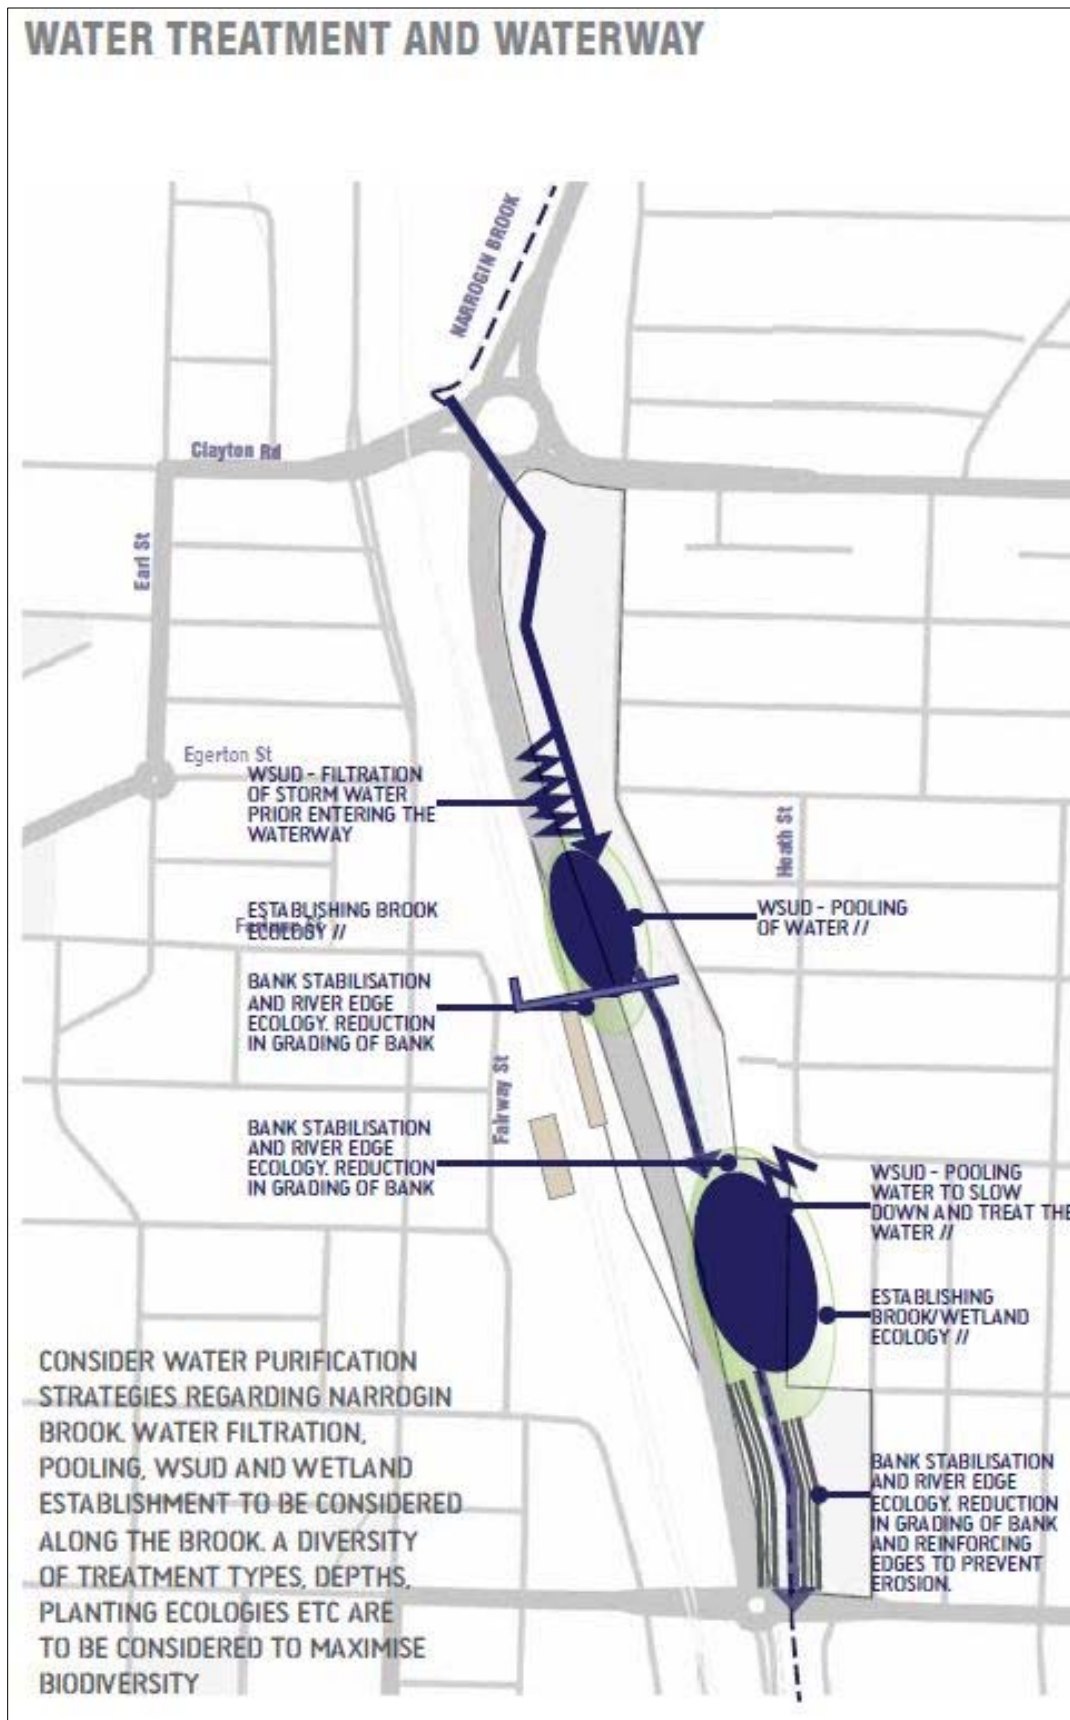 WATER TREATMENT AND WATERWAY
NARROGIN BROOK
Clayton Rd
Earl St
Egerton St
WSUD - FILTRATION
OF STORM WATER
PRIOR ENTERING THE
WATERWAY
Heath St
ESTABLISHING BROOK
ECOLOGY //
WSUD - POOLING
OF WATER //
BANK STABILISATION
AND RIVER EDGE
ECOLOGY. REDUCTION
IN GRADING OF BANK
Fairway St
BANK STABILISATION
AND RIVER EDGE
ECOLOGY. REDUCTION
IN GRADING OF BANK
WSUD - POOLING
WATER TO SLOW
DOWN AND TREAT THE
WATER //
ESTABLISHING
BROOK/WETLAND
ECOLOGY //
BANK STABILISATION
AND RIVER EDGE
ECOLOGY. REDUCTION
IN GRADING OF BANK
AND REINFORCING
EDGES TO PREVENT
EROSION.
CONSIDER WATER PURIFICATION
STRATEGIES REGARDING NARROGIN
BROOK. WATER FILTRATION,
POOLING, WSUD AND WETLAND
ESTABLISHMENT TO BE CONSIDERED
ALONG THE BROOK. A DIVERSITY
OF TREATMENT TYPES, DEPTHS,
PLANTING ECOLOGIES ETC ARE
TO BE CONSIDERED TO MAXIMISE
BIODIVERSITY